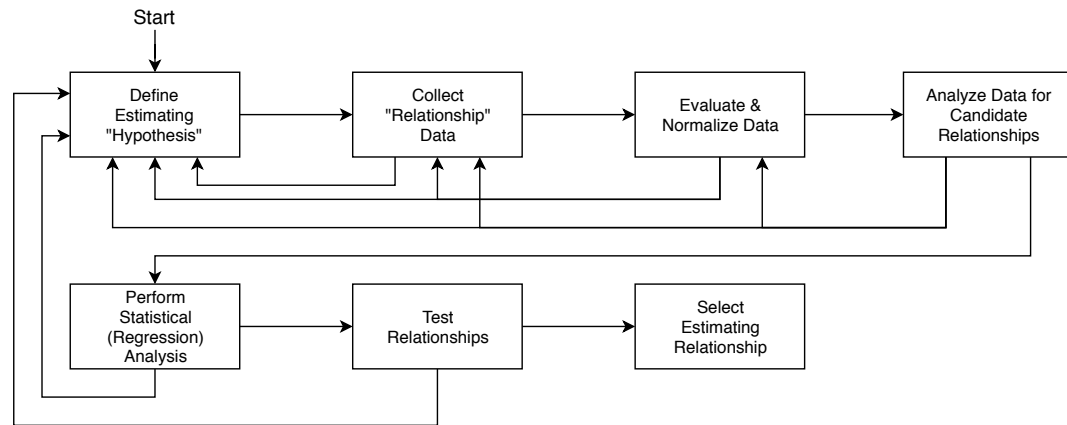 Start
Define
Estimating
"Hypothesis"
Collect
"Relationship"
Data
Evaluate &
Normalize Data
Analyze Data for
Candidate
Relationships
Perform
Statistical
(Regression)
Analysis
Test
Relationships
Select
Estimating
Relationship